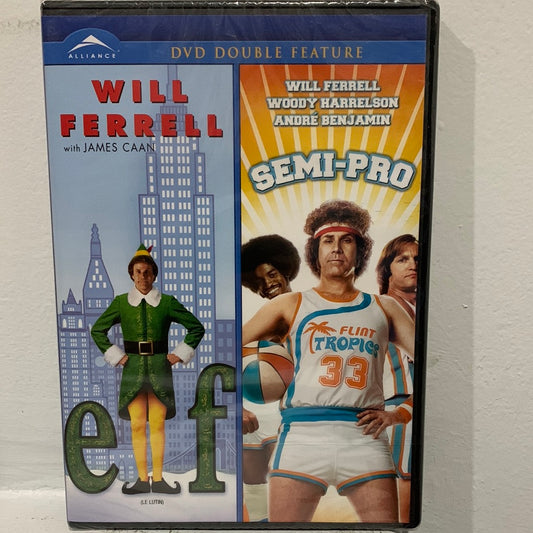 ALLIANCE
DVD DOUBLE FEATURE
WILL
FERRELL
with JAMES CAAN
elf
(LE LUTIN)
WILL FERRELL
WOODY HARRELSON
ANDRÉ BENJAMIN
SEMI-PRO
FLINT
TROPICS
33